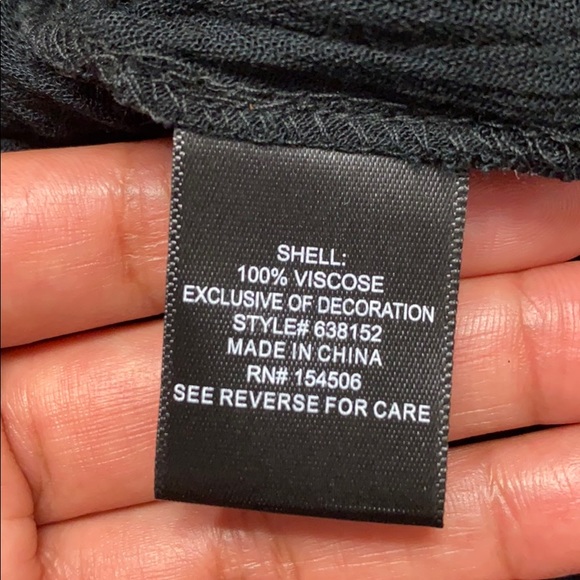 SHELL:
100% VISCOSE
EXCLUSIVE OF DECORATION
STYLE# 638152
MADE IN CHINA
RN# 154506
SEE REVERSE FOR CARE